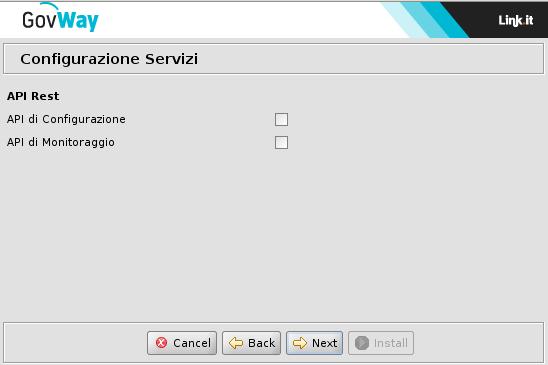 GovWay
Link.it
Configurazione Servizi
API Rest
API di Configurazione
API di Monitoraggio
Cancel
Back
Next
Install